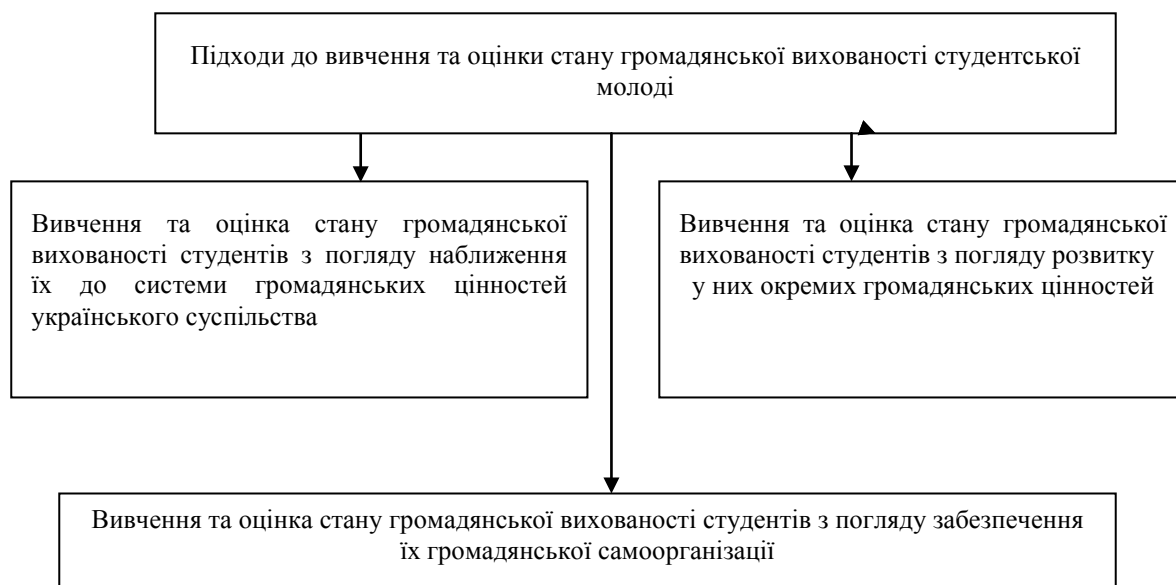 Підходи до вивчення та оцінки стану громадянської вихованості студентської
молоді
Вивчення та оцінка стану громадянської
вихованості студентів з погляду наближення
їх до системи громадянських цінностей
українського суспільства
Вивчення та оцінка стану громадянської
вихованості студентів з погляду розвитку
у них окремих громадянських цінностей
Вивчення та оцінка стану громадянської вихованості студентів з погляду забезпечення
їх громадянської самоорганізації